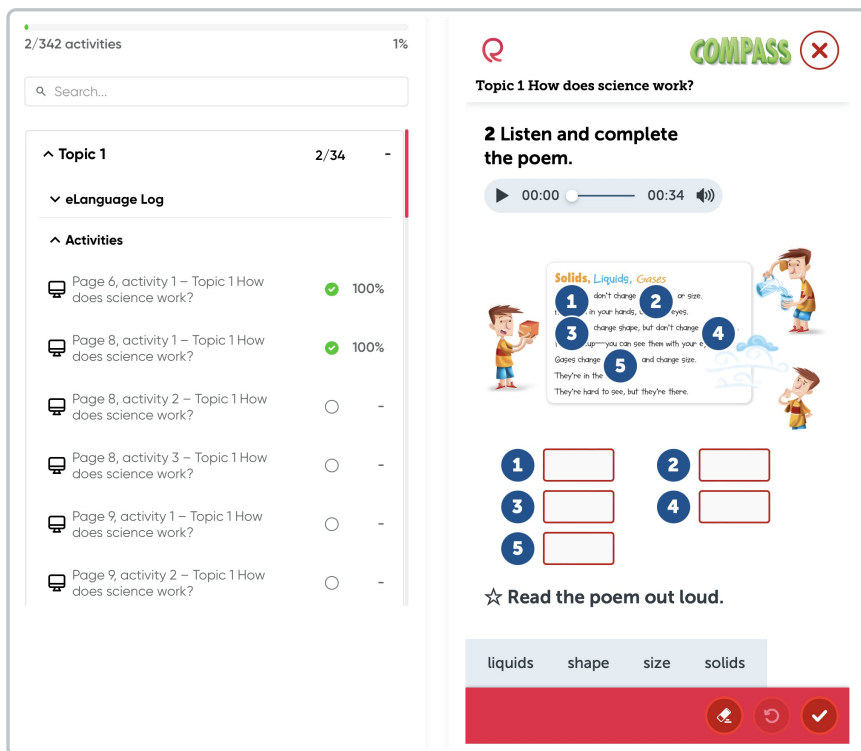 2/342 activities 1%
Search...
Topic 1 2/34 -
eLanguage Log
Activities
Page 6, activity 1 – Topic 1 How
does science work?
100%
Page 8, activity 1 – Topic 1 How
does science work?
100%
Page 8, activity 2 – Topic 1 How
does science work?
-
Page 8, activity 3 – Topic 1 How
does science work?
-
Page 9, activity 1 – Topic 1 How
does science work?
-
Page 9, activity 2 – Topic 1 How
does science work?
-
COMPASS
Topic 1 How does science work?
2 Listen and complete
the poem.
00:00 00:34
Solids, Liquids, Gases
1 don't change 2 or size.
in your hands, eyes.
3 change shape, but don't change 4 .
up—you can see them with your
Gases change 5 and change size.
They're in the
They're hard to see, but they're there.
1 2
3 4
5
☆ Read the poem out loud.
liquids shape size solids